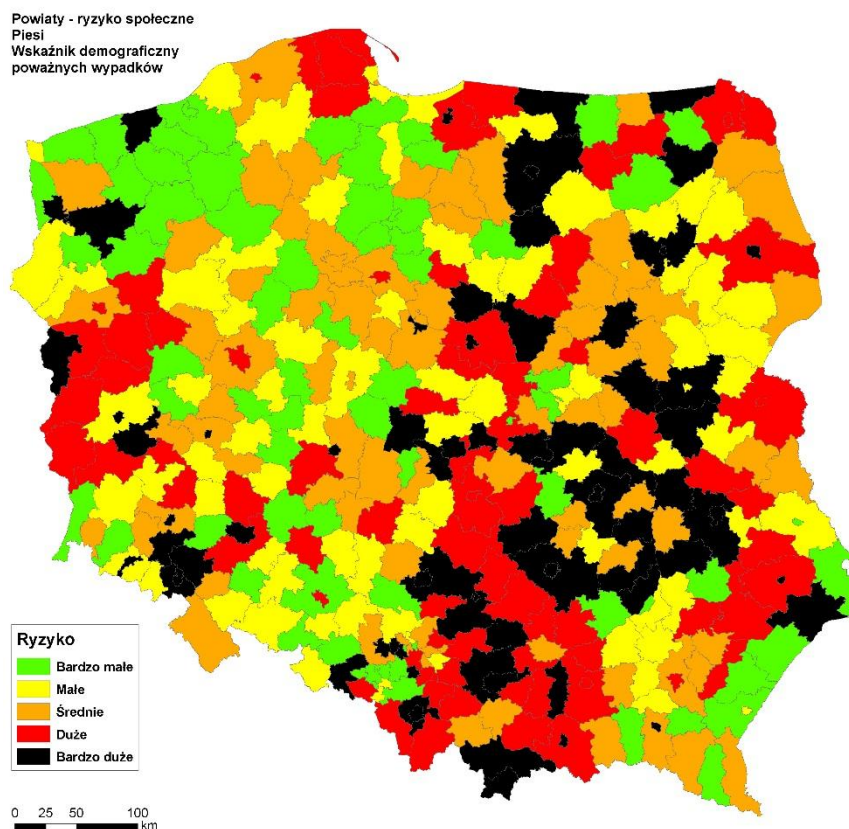 Powiaty - ryzyko społeczne
Piesi
Wskaźnik demograficzny
poważnych wypadków
Ryzyko
Bardzo małe
Małe
Średnie
Duże
Bardzo duże
0 25 50 100
km